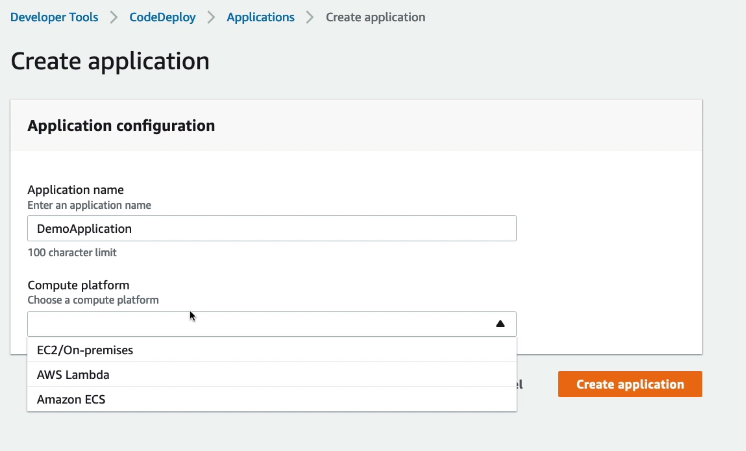 Developer Tools > CodeDeploy > Applications > Create application
Create application
Application configuration
Application name
Enter an application name
DemoApplication
100 character limit
Compute platform
Choose a compute platform
EC2/On-premises
AWS Lambda
Amazon ECS
Create application